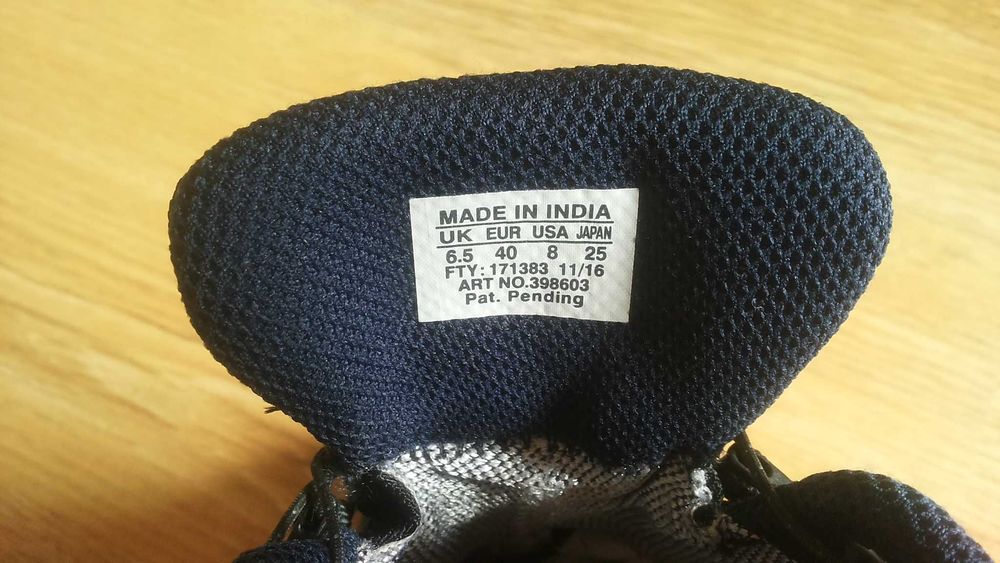 MADE IN INDIA
UK EUR USA JAPAN
6.5 40 8 25
FTY: 171383 11/16
ART NO.398603
Pat. Pending